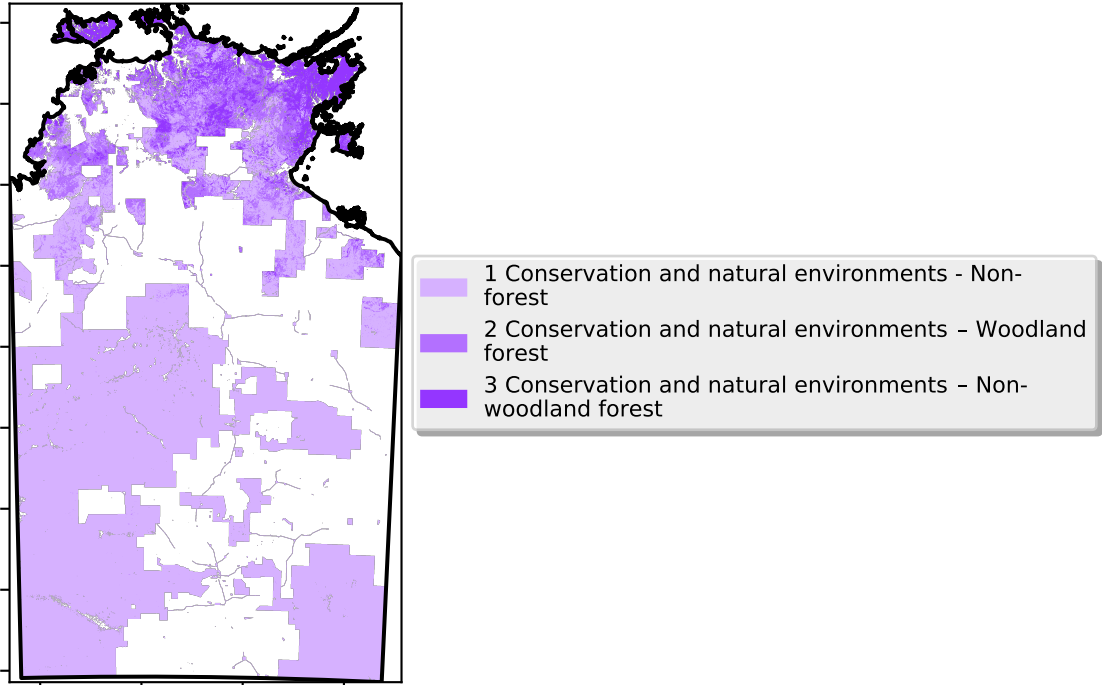 1 Conservation and natural environments - Non-
forest
2 Conservation and natural environments – Woodland
forest
3 Conservation and natural environments – Non-
woodland forest